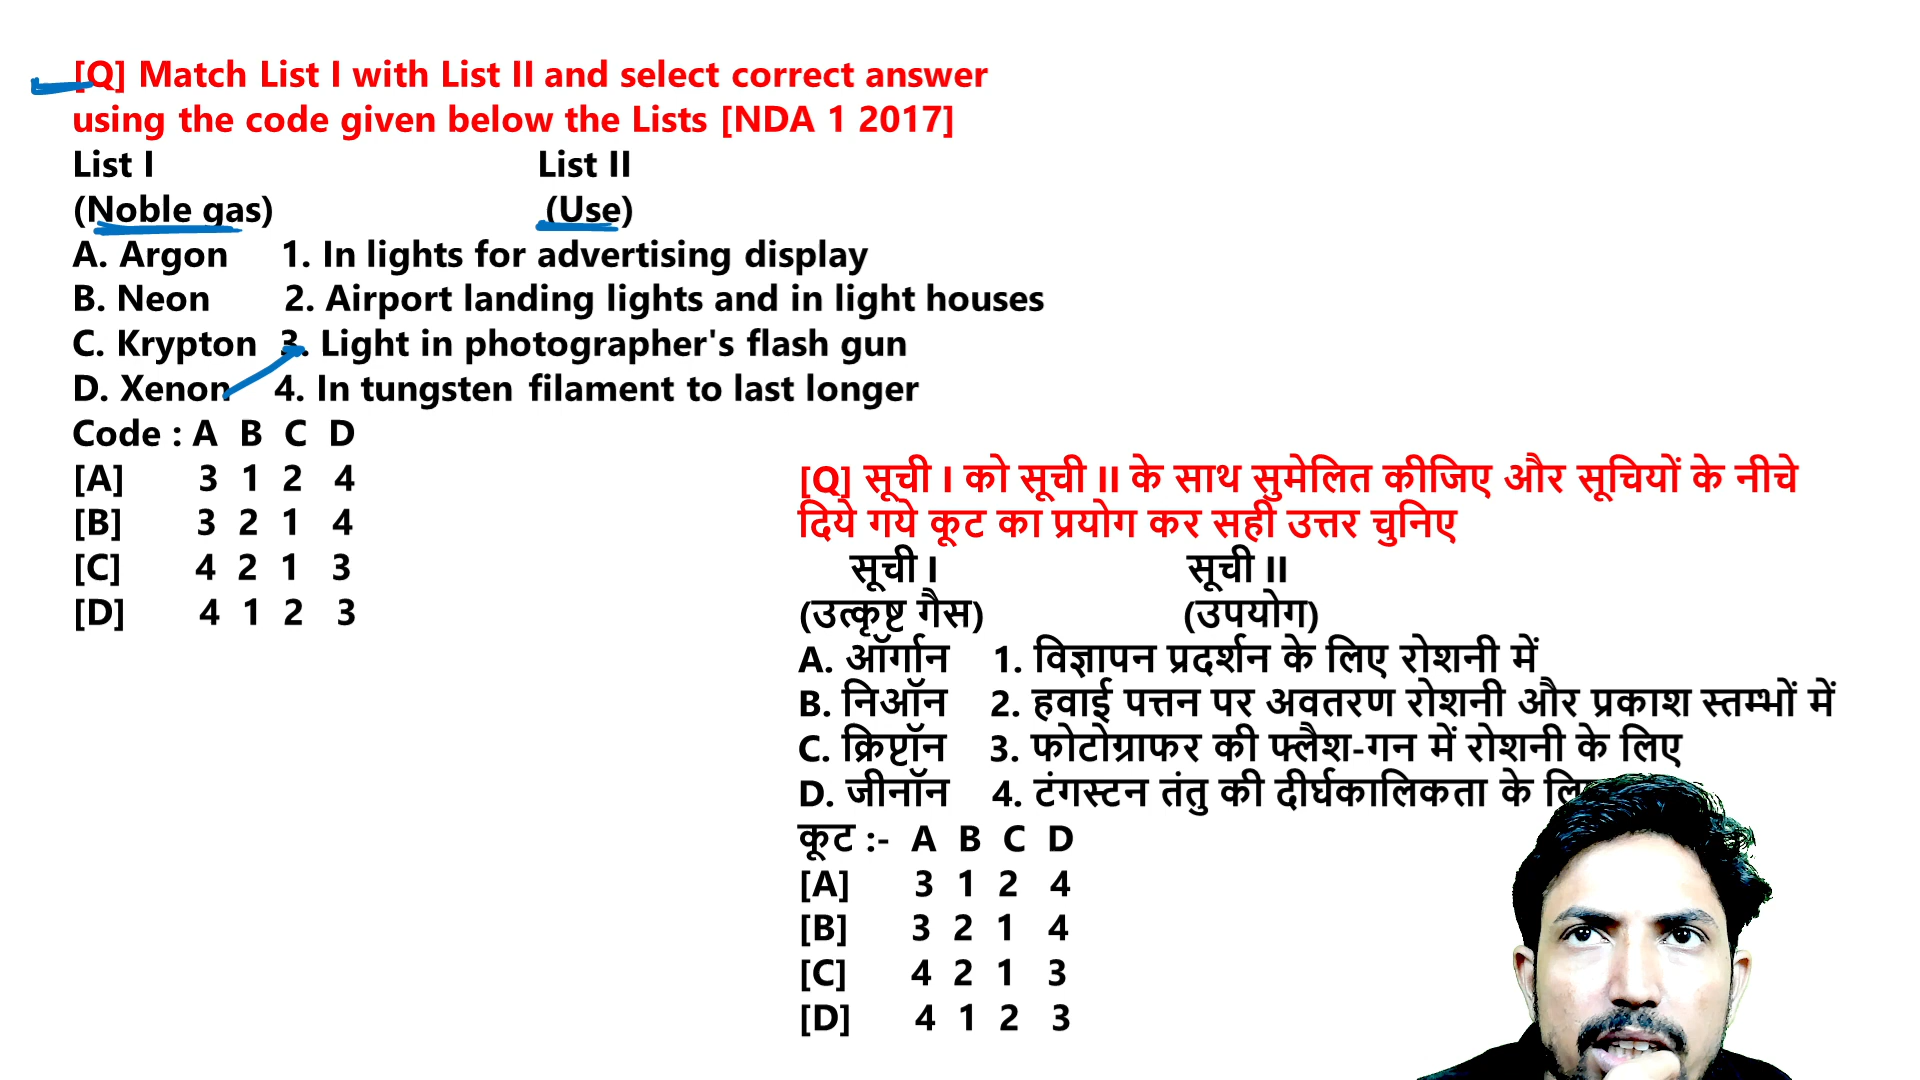 [Q] Match List I with List II and select correct answer
using the code given below the Lists [NDA 1 2017]
List I List II
(Noble gas) (Use)
A. Argon 1. In lights for advertising display
B. Neon 2. Airport landing lights and in light houses
C. Krypton 3. Light in photographer's flash gun
D. Xenon 4. In tungsten filament to last longer
Code : A B C D
[A] 3 1 2 4
[B] 3 2 1 4
[C] 4 2 1 3
[D] 4 1 2 3
[Q] सूची I को सूची II के साथ सुमेलित कीजिए और सूचियों के नीचे
दिये गये कूट का प्रयोग कर सही उत्तर चुनिए
सूची I सूची II
(उत्कृष्ट गैस) (उपयोग)
A. ऑर्गान 1. विज्ञापन प्रदर्शन के लिए रोशनी में
B. निऑन 2. हवाई पत्तन पर अवतरण रोशनी और प्रकाश स्तम्भों में
C. क्रिप्टॉन 3. फोटोग्राफर की फ्लैश-गन में रोशनी के लिए
D. जीनॉन 4. टंगस्टन तंतु की दीर्घकालिकता के
कूट :- A B C D
[A] 3 1 2 4
[B] 3 2 1 4
[C] 4 2 1 3
[D] 4 1 2 3